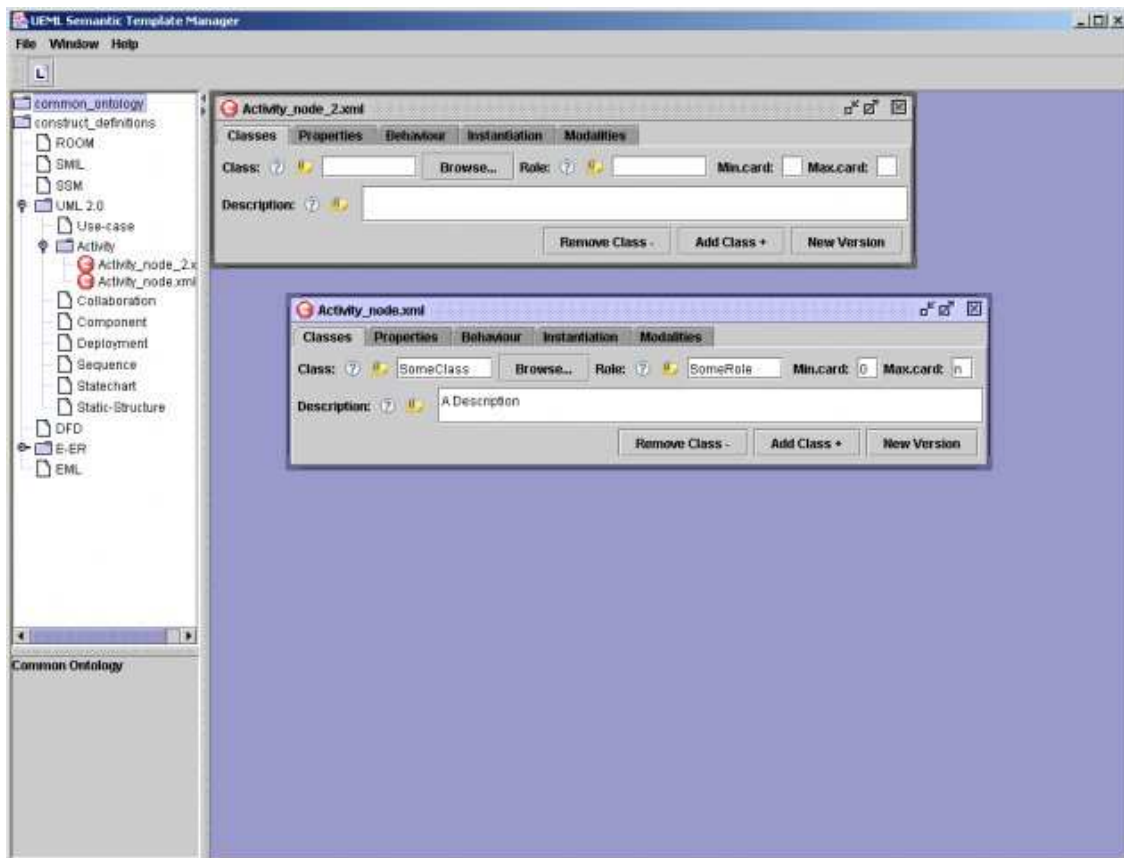 UEML Semantic Template Manager
File Window Help
L
common_ontology
construct_definitions
ROOM
SMIL
SSM
UML 2.0
Use-case
Activity
Activity_node_2.x
Activity_node.xml
Collaboration
Component
Deployment
Sequence
Statechart
Static-Structure
DFD
E-ER
EML
Common Ontology
Activity_node_2.xml
Classes Properties Behaviour Instantiation Modalities
Class: ? Browse... Role: ? Min.card: Max.card:
Description: ?
Remove Class - Add Class + New Version
Activity_node.xml
Classes Properties Behaviour Instantiation Modalities
Class: ? SomeClass Browse... Role: ? SomeRole Min.card: 0 Max.card: n
Description: ? A Description
Remove Class - Add Class + New Version